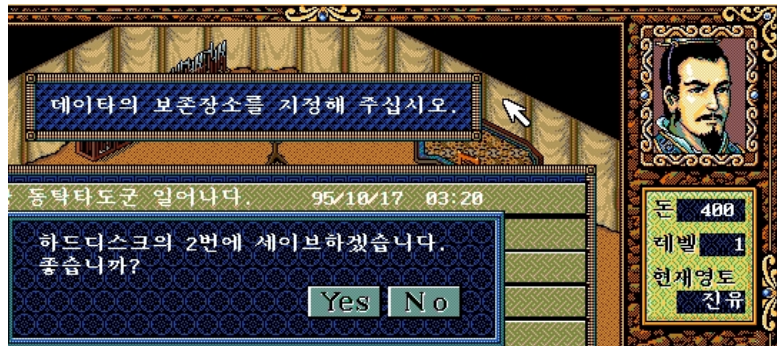 데이타의 보존장소를 지정해 주십시오.
동탁타도군 일어나다. 95/10/17 03:20
하드디스크의 2번에 세이브하겠습니다.
좋습니까?
Yes No
돈 400
레벨 1
현재영토
진류